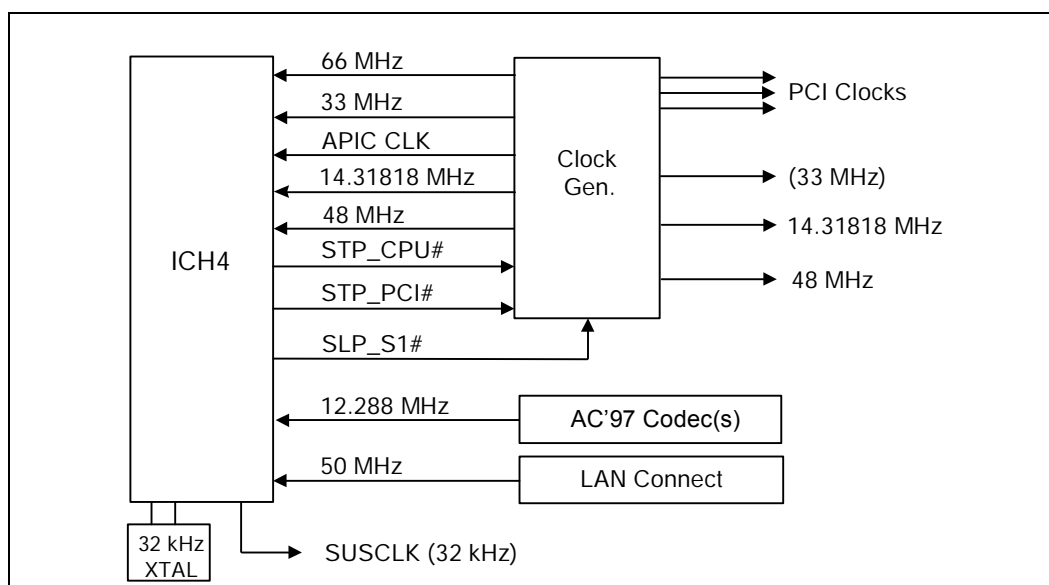 66 MHz
33 MHz
APIC CLK
14.31818 MHz
48 MHz
STP_CPU#
STP_PCI#
SLP_S1#
12.288 MHz
50 MHz
ICH4
Clock
Gen.
PCI Clocks
(33 MHz)
14.31818 MHz
48 MHz
AC'97 Codec(s)
LAN Connect
32 kHz
XTAL
SUSCLK (32 kHz)